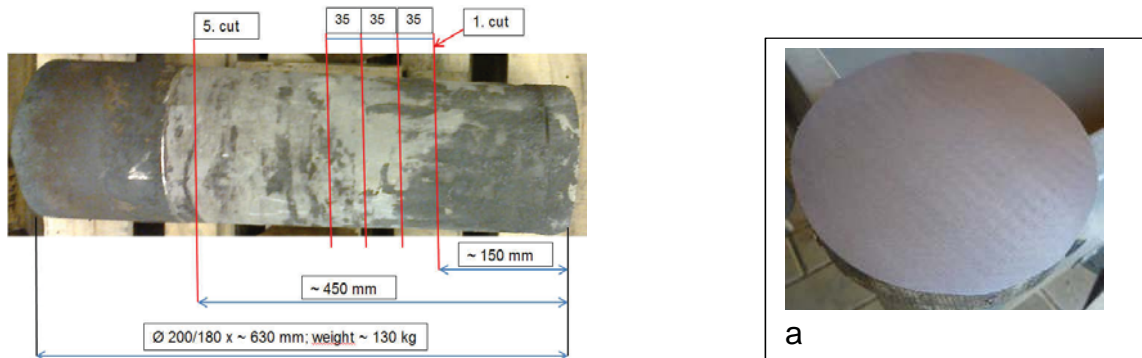 5. cut
35 35 35
1. cut
~ 150 mm
~ 450 mm
Ø 200/180 x ~ 630 mm; weight ~ 130 kg
a